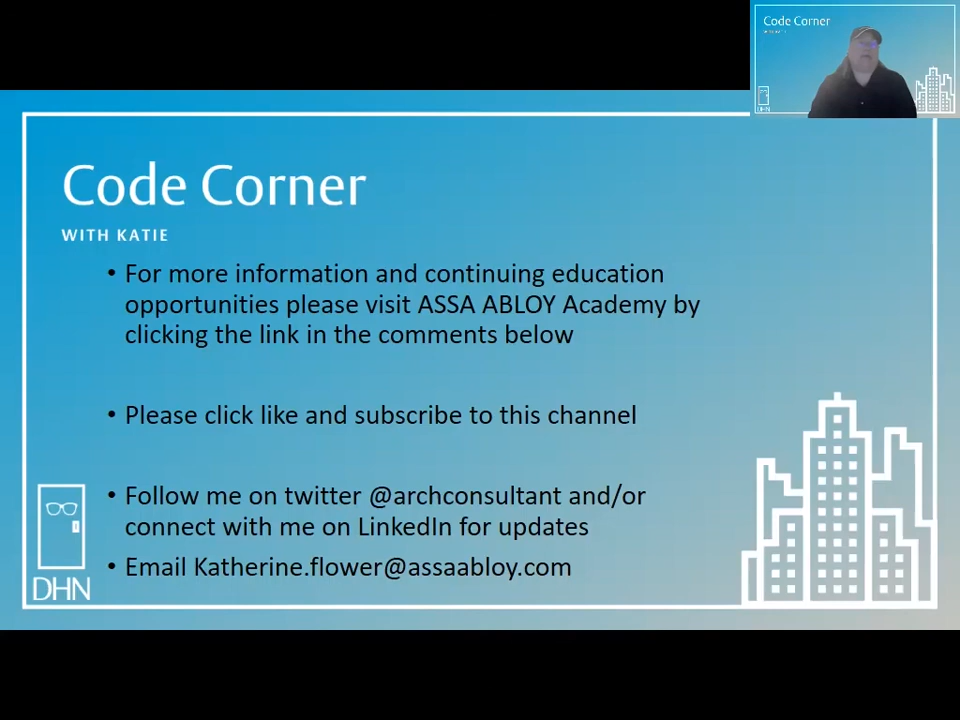 Code Corner
Code Corner
WITH KATIE
• For more information and continuing education
opportunities please visit ASSA ABLOY Academy by
clicking the link in the comments below
• Please click like and subscribe to this channel
• Follow me on twitter @archconsultant and/or
connect with me on LinkedIn for updates
• Email Katherine.flower@assaabloy.com
DHN
DHN